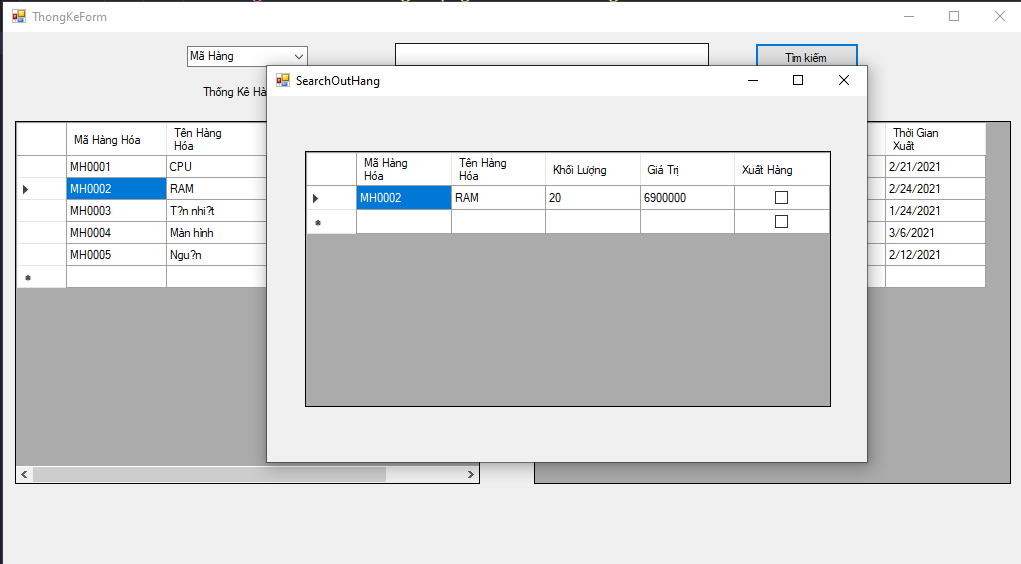 ThongKeForm
Mã Hàng
Tìm kiếm
Thống Kê Hà
Mã Hàng Hóa
Tên Hàng
Hóa
MH0001 CPU
MH0002 RAM
MH0003 T?n nhi?t
MH0004 Màn hình
MH0005 Ngu?n
SearchOutHang
Mã Hàng
Hóa
Tên Hàng
Hóa
Khối Lượng
Giá Trị
Xuất Hàng
MH0002 RAM 20 6900000
Thời Gian
Xuất
2/21/2021
2/24/2021
1/24/2021
3/6/2021
2/12/2021